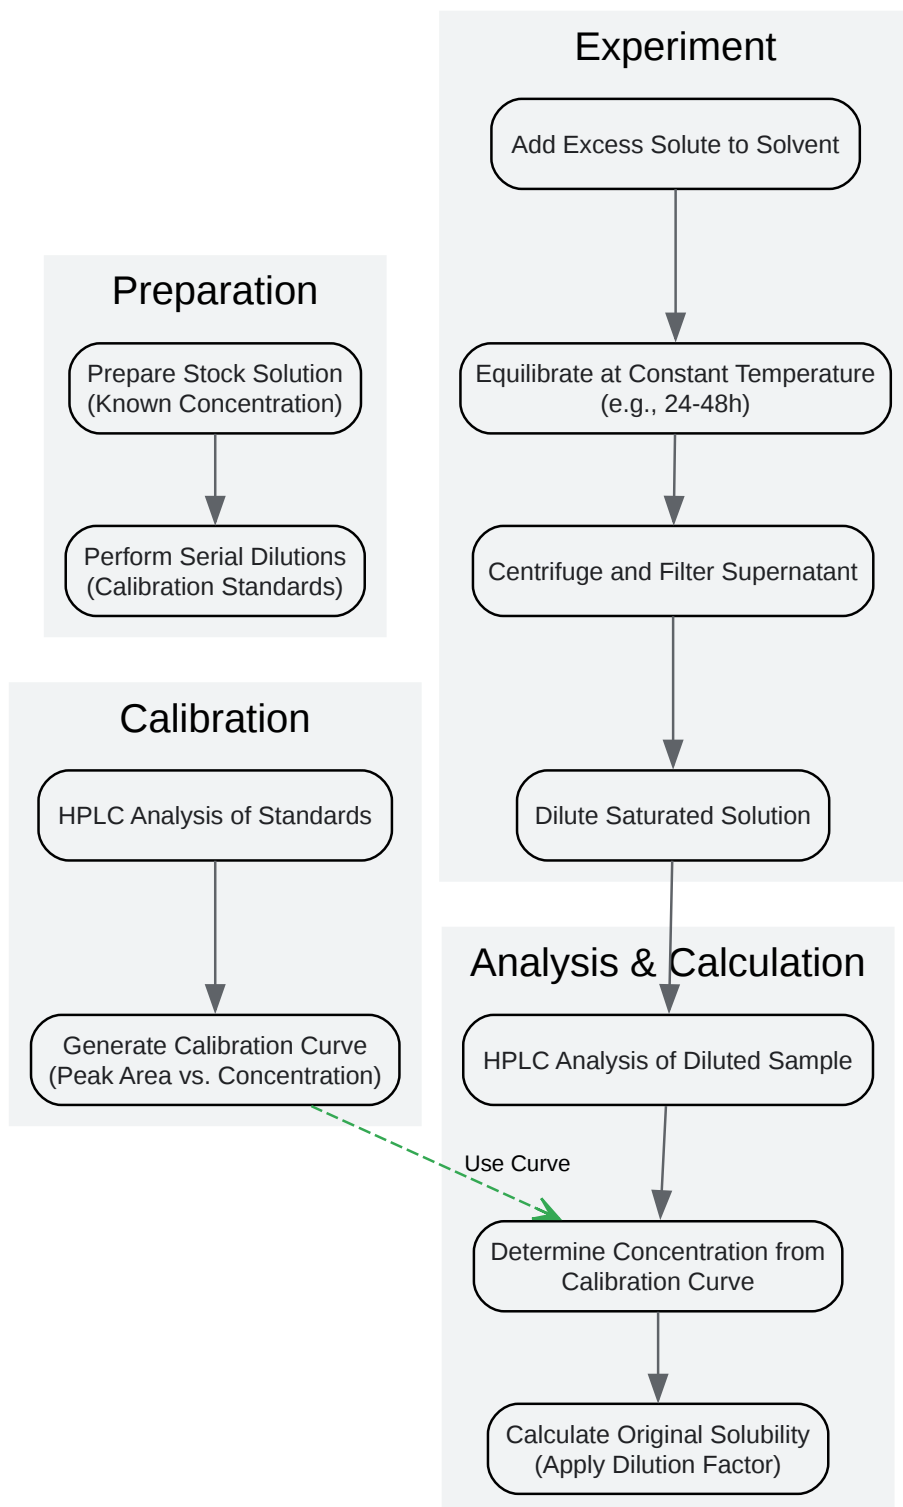 Experiment
Add Excess Solute to Solvent
Equilibrate at Constant Temperature
(e.g., 24-48h)
Centrifuge and Filter Supernatant
Dilute Saturated Solution
Preparation
Prepare Stock Solution
(Known Concentration)
Perform Serial Dilutions
(Calibration Standards)
Calibration
HPLC Analysis of Standards
Generate Calibration Curve
(Peak Area vs. Concentration)
Use Curve
Analysis & Calculation
HPLC Analysis of Diluted Sample
Determine Concentration from
Calibration Curve
Calculate Original Solubility
(Apply Dilution Factor)